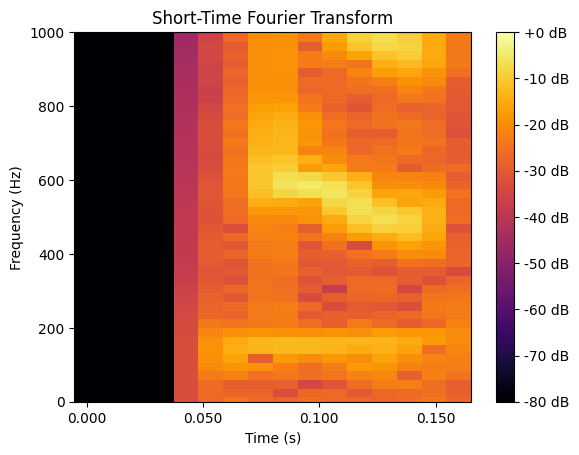 Short-Time Fourier Transform
1000
800
600
400
200
0
Frequency (Hz)
0.000
0.050
0.100
0.150
Time (s)
+0 dB
-10 dB
-20 dB
-30 dB
-40 dB
-50 dB
-60 dB
-70 dB
-80 dB